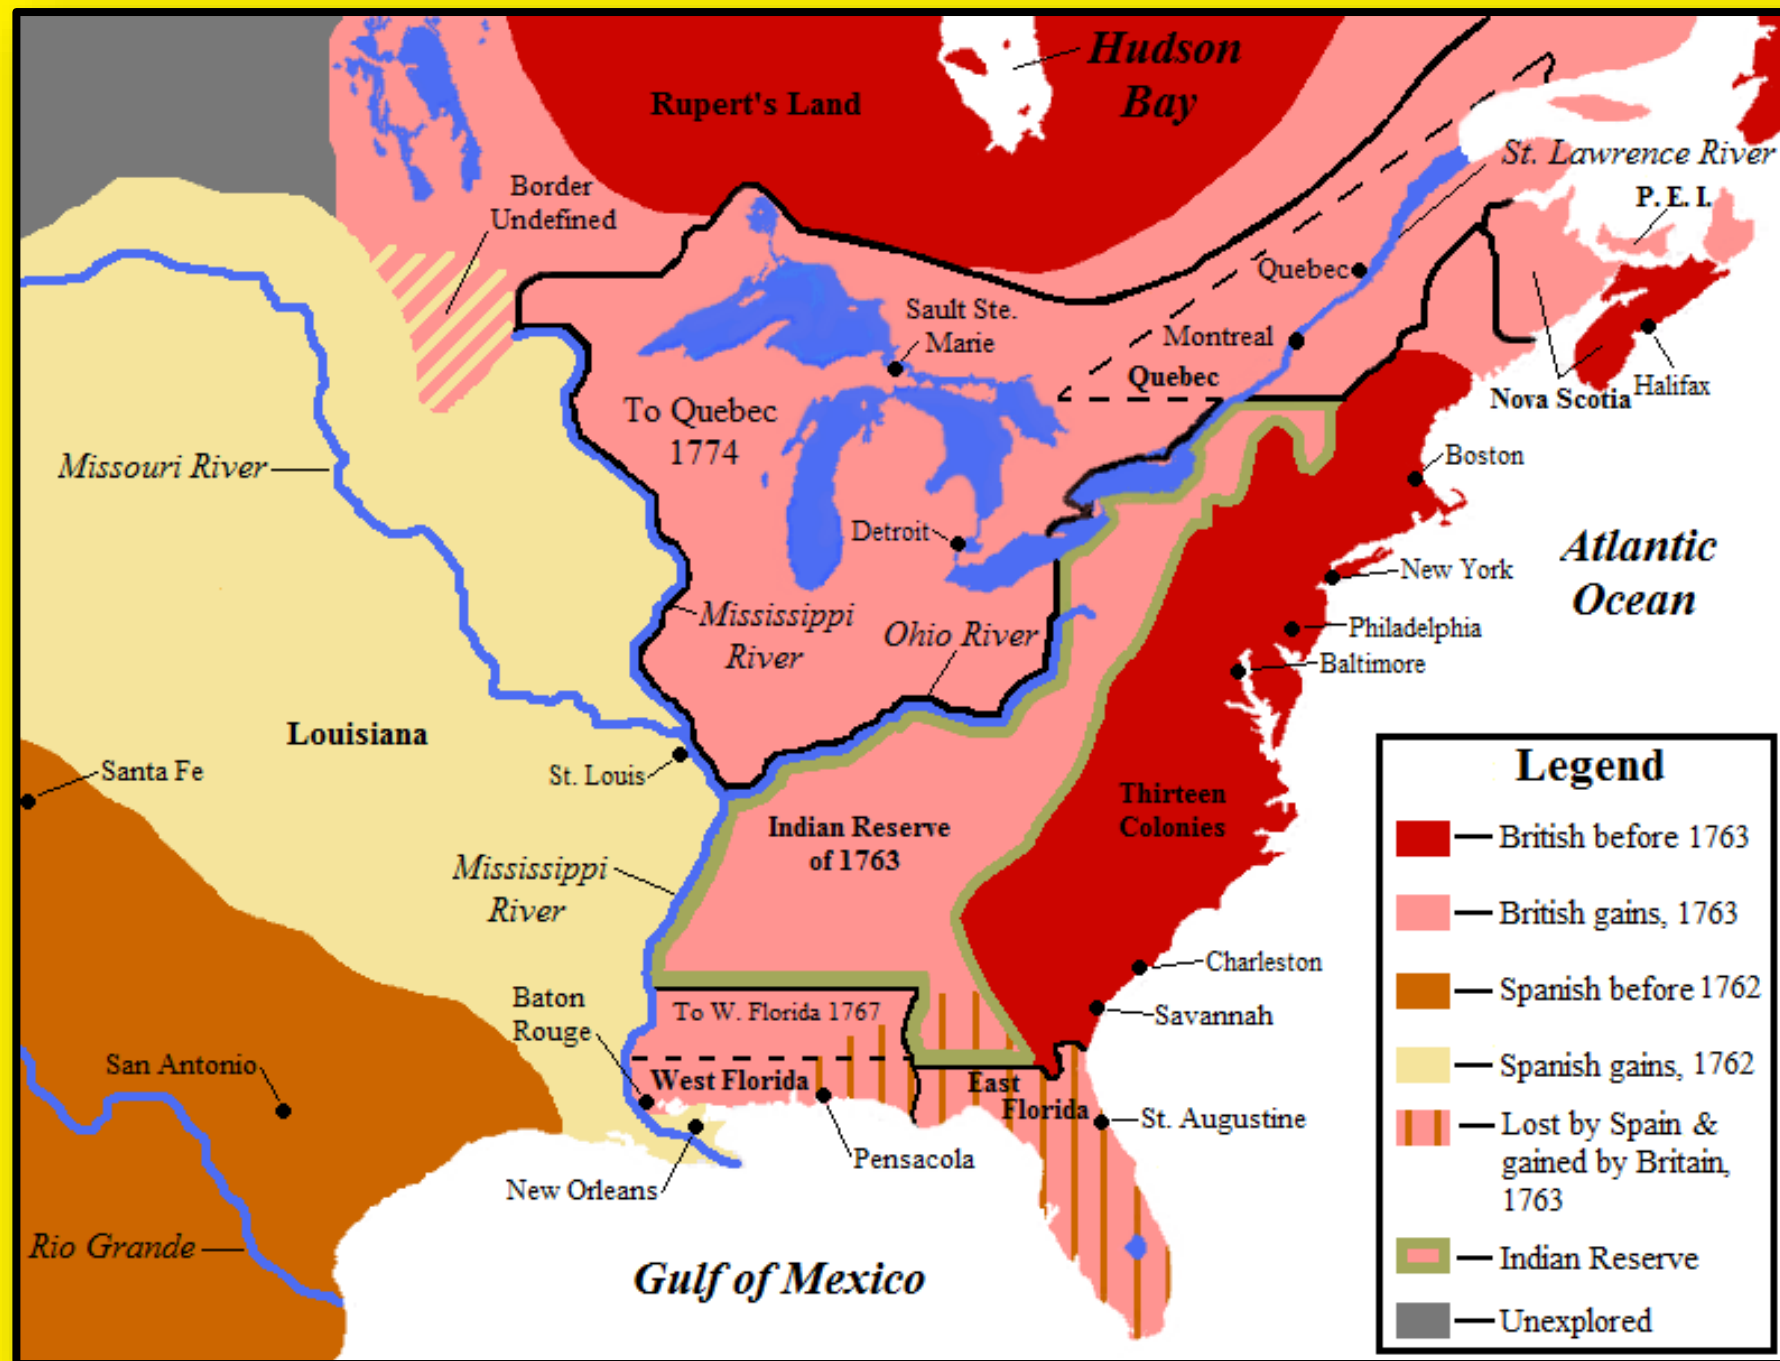 Hudson
Bay
Rupert's Land
St. Lawrence River
Border
Undefined
P. E. I.
Quebec
Sault Ste.
Marie
Montreal
Quebec
Halifax
Nova Scotia
To Quebec
1774
Boston
Missouri River
Detroit
Atlantic
Ocean
New York
Mississippi
River
Ohio River
Philadelphia
Baltimore
Louisiana
Santa Fe
St. Louis
Thirteen
Colonies
Indian Reserve
of 1763
Mississippi
River
Charleston
Baton
Rouge
To W. Florida 1767
Savannah
San Antonio
West Florida
East
Florida
St. Augustine
Pensacola
New Orleans
Rio Grande
Gulf of Mexico
Legend
British before 1763
British gains, 1763
Spanish before 1762
Spanish gains, 1762
Lost by Spain &
gained by Britain,
1763
Indian Reserve
Unexplored